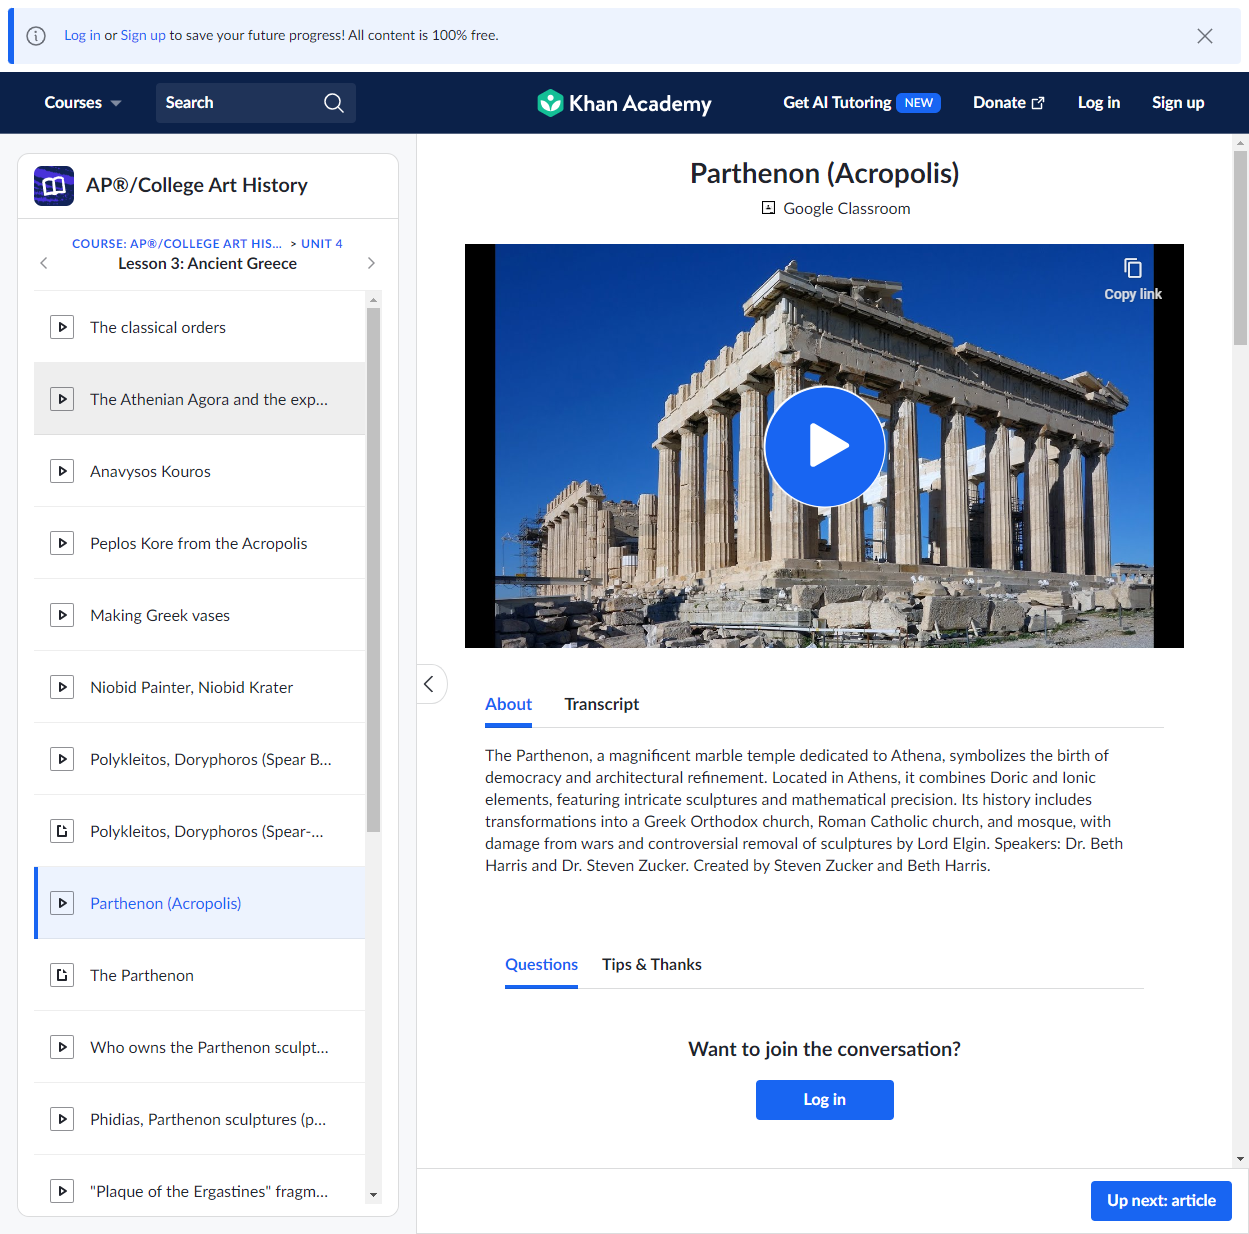 Log in or Sign up to save your future progress! All content is 100% free.
Courses
Search
Khan Academy
Get AI Tutoring NEW
Donate
Log in
Sign up
AP®/College Art History
COURSE: AP®/COLLEGE ART HIS... > UNIT 4
Lesson 3: Ancient Greece
The classical orders
The Athenian Agora and the exp...
Anavysos Kouros
Peplos Kore from the Acropolis
Making Greek vases
Niobid Painter, Niobid Krater
Polykleitos, Doryphoros (Spear B...
Polykleitos, Doryphoros (Spear-...
Parthenon (Acropolis)
The Parthenon
Who owns the Parthenon sculpt...
Phidias, Parthenon sculptures (p...
"Plaque of the Ergastines" fragm...
Parthenon (Acropolis)
Google Classroom
Copy link
About
Transcript
The Parthenon, a magnificent marble temple dedicated to Athena, symbolizes the birth of
democracy and architectural refinement. Located in Athens, it combines Doric and Ionic
elements, featuring intricate sculptures and mathematical precision. Its history includes
transformations into a Greek Orthodox church, Roman Catholic church, and mosque, with
damage from wars and controversial removal of sculptures by Lord Elgin. Speakers: Dr. Beth
Harris and Dr. Steven Zucker. Created by Steven Zucker and Beth Harris.
Questions
Tips & Thanks
Want to join the conversation?
Log in
Up next: article